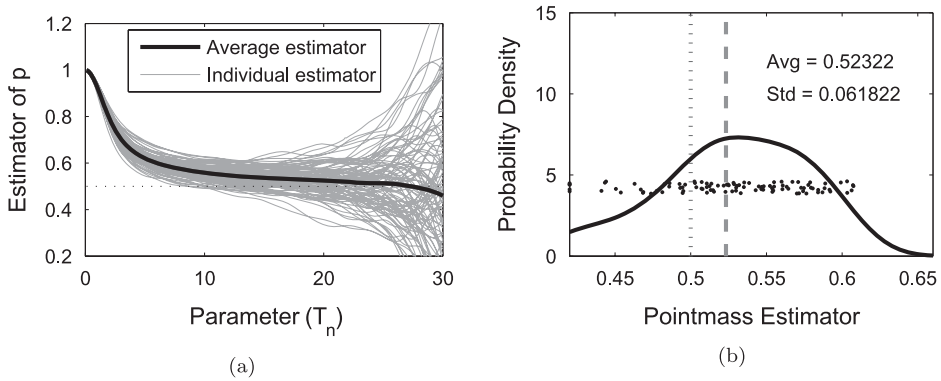 1.2
1
0.8
0.6
0.4
0.2
Estimator of p
Average estimator
Individual estimator
0
10
20
30
Parameter (T_n)
(a)
15
10
5
0
Probability Density
Avg = 0.52322
Std = 0.061822
0.45
0.5
0.55
0.6
0.65
Pointmass Estimator
(b)